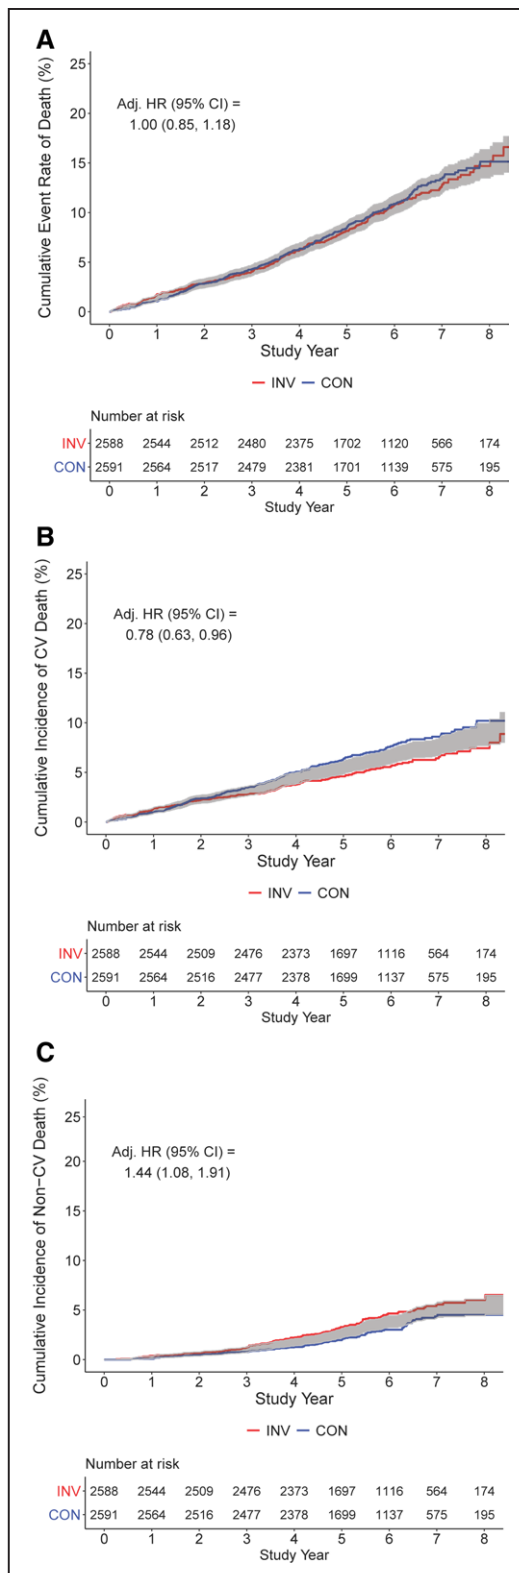 A
Cumulative Event Rate of Death (%)
25
20
15
10
5
0
Adj. HR (95% CI) =
1.00 (0.85, 1.18)
0 1 2 3 4 5 6 7 8
Study Year
INV CON
Number at risk
INV 2588 2544 2512 2480 2375 1702 1120 566 174
CON 2591 2564 2517 2479 2381 1701 1139 575 195
0 1 2 3 4 5 6 7 8
Study Year
B
Cumulative Incidence of CV Death (%)
25
20
15
10
5
0
Adj. HR (95% CI) =
0.78 (0.63, 0.96)
0 1 2 3 4 5 6 7 8
Study Year
INV CON
Number at risk
INV 2588 2544 2509 2476 2373 1697 1116 564 174
CON 2591 2564 2516 2477 2378 1699 1137 575 195
0 1 2 3 4 5 6 7 8
Study Year
C
Cumulative Incidence of Non−CV Death (%)
25
20
15
10
5
0
Adj. HR (95% CI) =
1.44 (1.08, 1.91)
0 1 2 3 4 5 6 7 8
Study Year
INV CON
Number at risk
INV 2588 2544 2509 2476 2373 1697 1116 564 174
CON 2591 2564 2516 2477 2378 1699 1137 575 195
0 1 2 3 4 5 6 7 8
Study Year